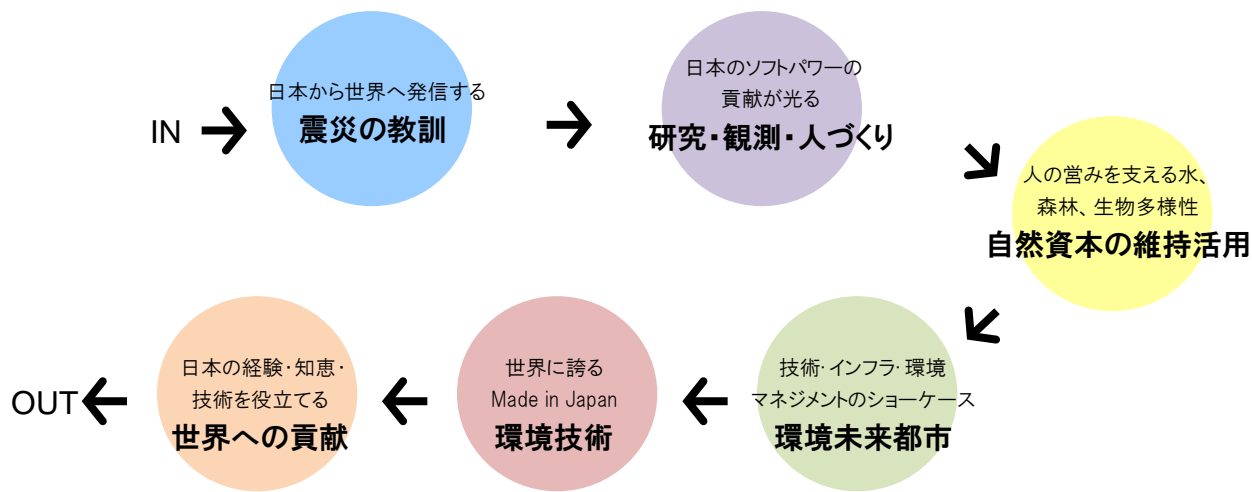 IN
日本から世界へ発信する
震災の教訓
日本のソフトパワーの
貢献が光る
研究・観測・人づくり
人の営みを支える水、
森林、生物多様性
自然資本の維持活用
技術・インフラ・環境
マネジメントのショーケース
環境未来都市
世界に誇る
Made in Japan
環境技術
日本の経験・知恵・
技術を役立てる
世界への貢献
OUT